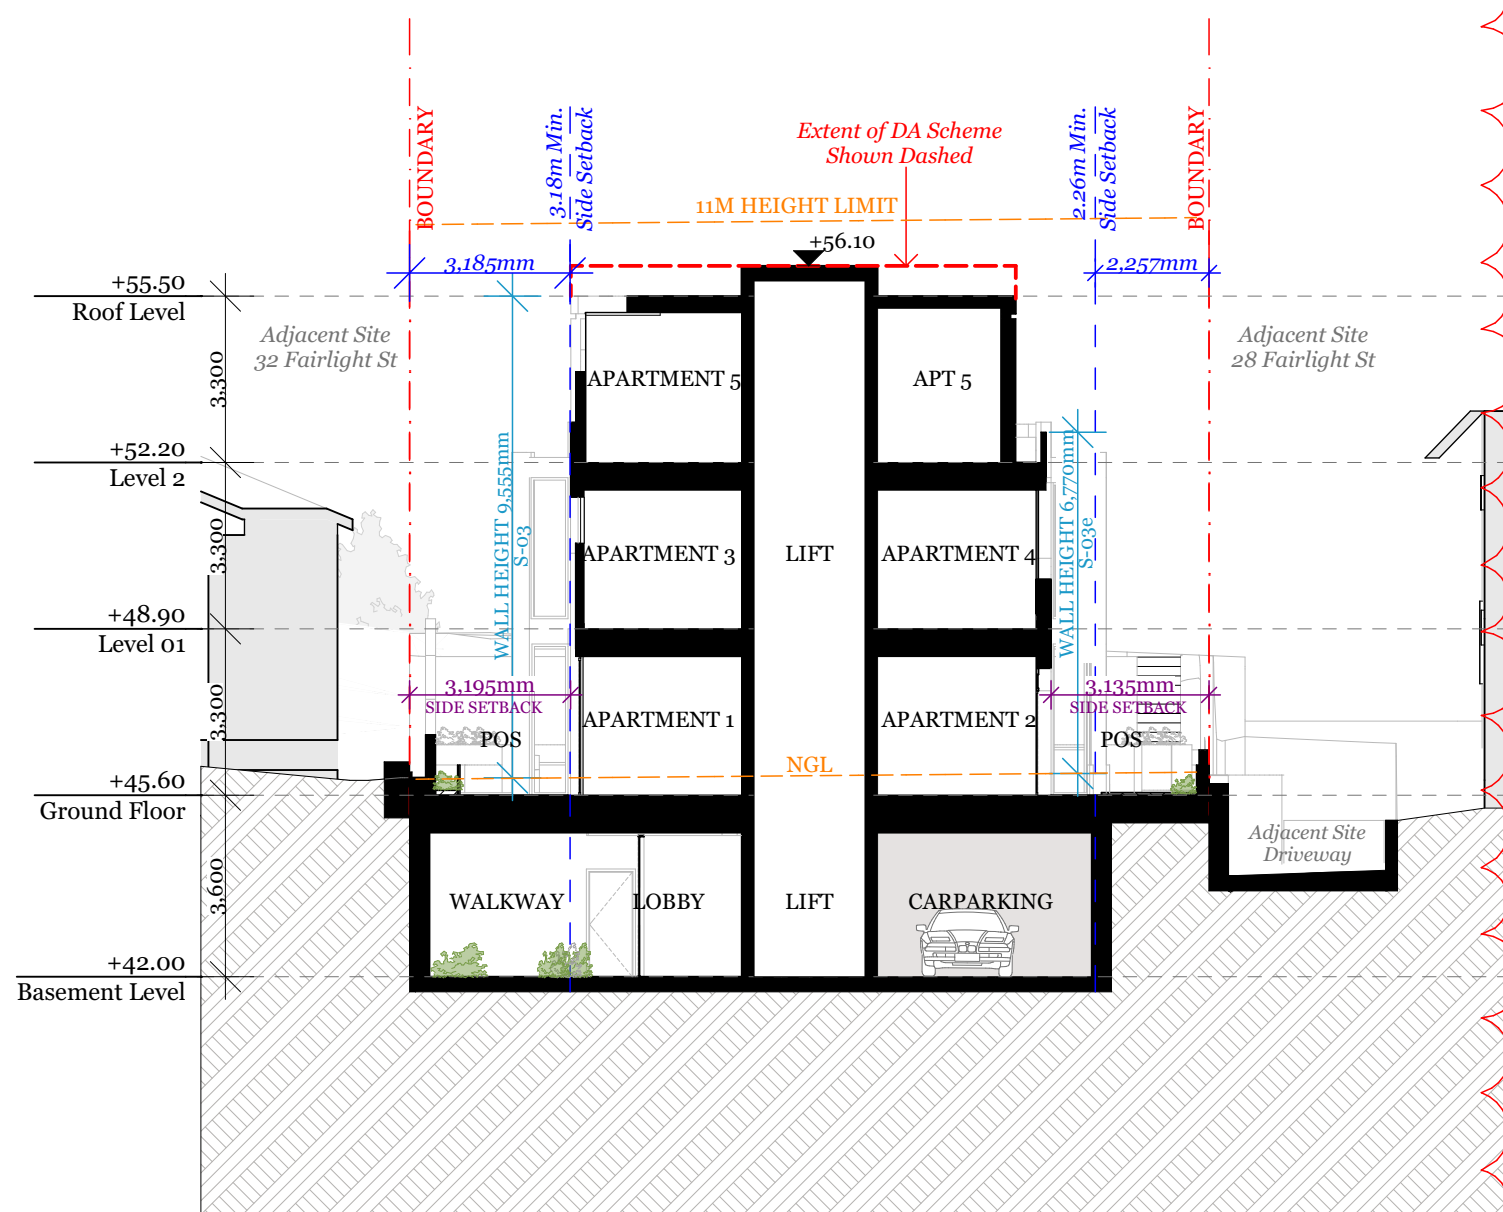 BOUNDARY
3.18m Min.
Side Setback
Extent of DA Scheme
Shown Dashed
2.26m Min.
Side Setback
BOUNDARY
11M HEIGHT LIMIT
+56.10
3,185mm
2,257mm
+55.50
Roof Level
Adjacent Site
32 Fairlight St
Adjacent Site
28 Fairlight St
3,300
APARTMENT 5
APT 5
+52.20
Level 2
WALL HEIGHT 9,555mm
S-03
WALL HEIGHT 6,770mm
S-03e
3,300
APARTMENT 3
LIFT
APARTMENT 4
+48.90
Level 01
3,195mm
SIDE SETBACK
3,135mm
SIDE SETBACK
3,300
APARTMENT 1
APARTMENT 2
POS
POS
NGL
+45.60
Ground Floor
Adjacent Site
Driveway
3,600
WALKWAY
LOBBY
LIFT
CARPARKING
+42.00
Basement Level